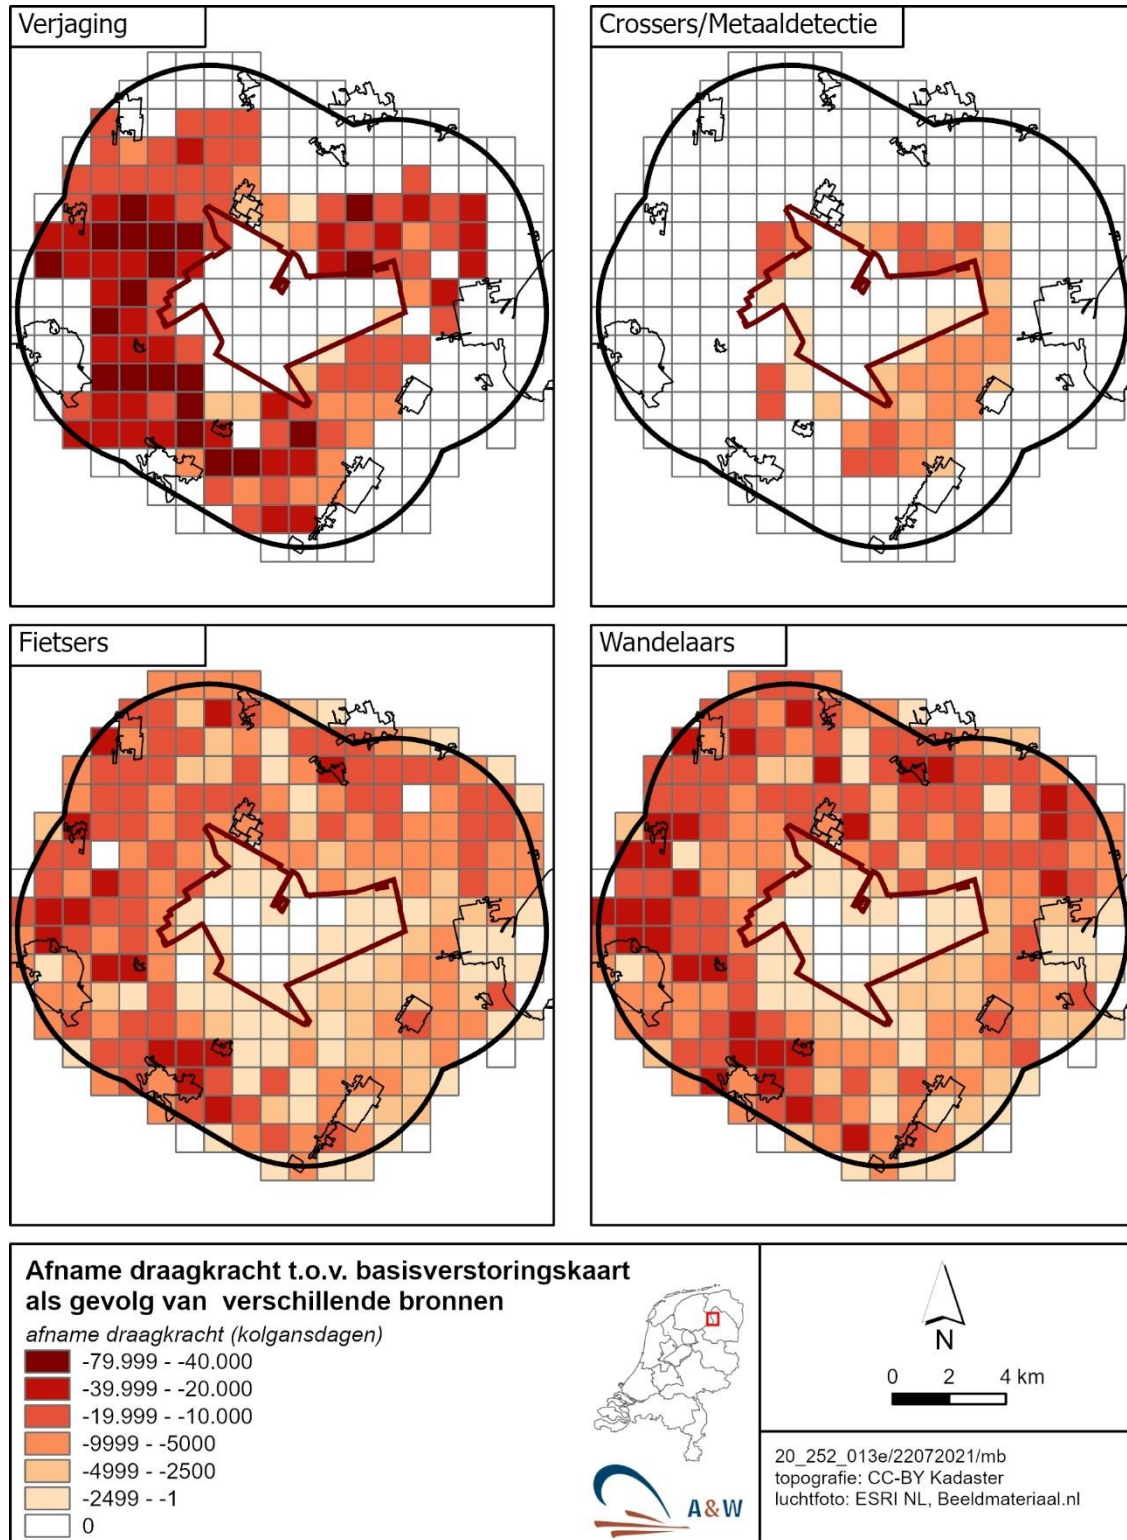 Verjaging
Crossers/Metaaldetectie
Fietsers
Wandelaars
Afname draagkracht t.o.v. basisverstoringskaart
als gevolg van verschillende bronnen
afname draagkracht (kolgansdagen)
-79.999 - -40.000
-39.999 - -20.000
-19.999 - -10.000
-9999 - -5000
-4999 - -2500
-2499 - -1
0
A&W
N
0 2 4 km
20_252_013e/22072021/mb
topografie: CC-BY Kadaster
luchtfoto: ESRI NL, Beeldmateriaal.nl